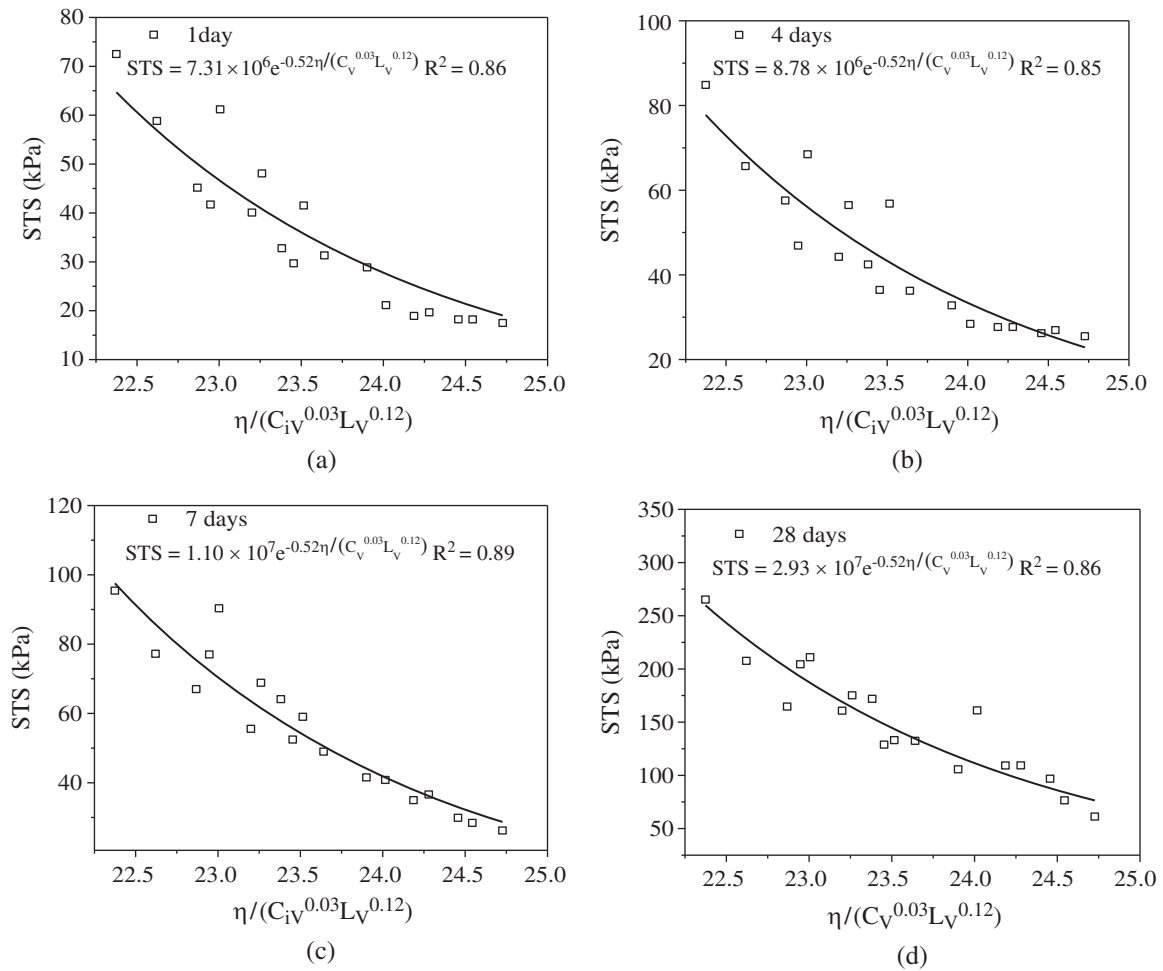 80
70
60
50
40
30
20
10
STS (kPa)
1day
STS = 7.31 × 10⁶e^-0.52η/(C_V^0.03 L_V^0.12) R² = 0.86
22.5 23.0 23.5 24.0 24.5 25.0
η/(C_iV^0.03 L_V^0.12)
(a)
100
80
60
40
20
STS (kPa)
4 days
STS = 8.78 × 10⁶e^-0.52η/(C_V^0.03 L_V^0.12) R² = 0.85
22.5 23.0 23.5 24.0 24.5 25.0
η/(C_iV^0.03 L_V^0.12)
(b)
120
100
80
60
40
STS (kPa)
7 days
STS = 1.10 × 10⁷e^-0.52η/(C_V^0.03 L_V^0.12) R² = 0.89
22.5 23.0 23.5 24.0 24.5 25.0
η/(C_iV^0.03 L_V^0.12)
(c)
350
300
250
200
150
100
50
STS (kPa)
28 days
STS = 2.93 × 10⁷e^-0.52η/(C_V^0.03 L_V^0.12) R² = 0.86
22.5 23.0 23.5 24.0 24.5 25.0
η/(C_V^0.03 L_V^0.12)
(d)